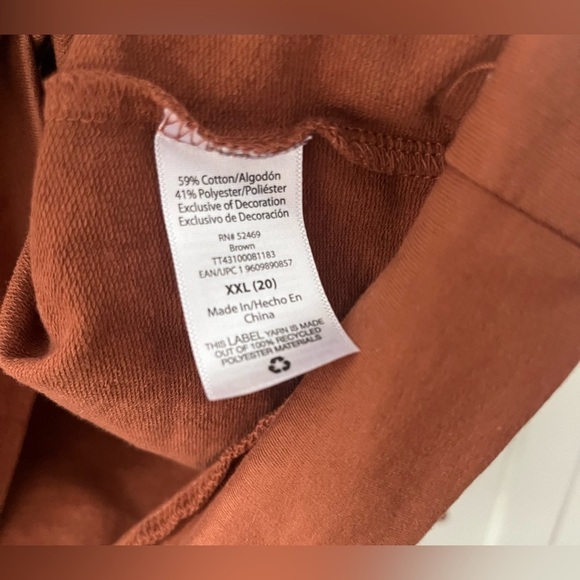 59% Cotton/Algodón
41% Polyester/Poliéster
Exclusive of Decoration
Exclusivo de Decoración
RN# 52469
Brown
TT43100081183
EAN/UPC 1 9609890857
XXL (20)
Made In/Hecho En
China
THIS LABEL YARN IS MADE
OUT OF 100% RECYCLED
POLYESTER MATERIALS